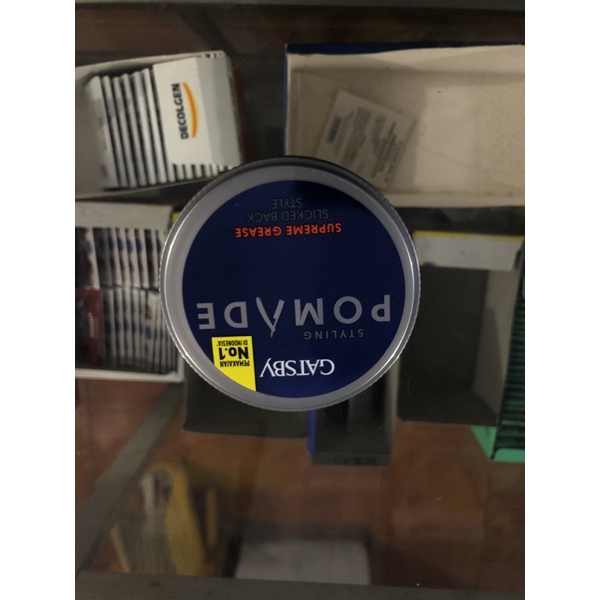 GATSBY
PEMAKAIAN
No.1
DI INDONESIA*
STYLING
POMADE
SUPREME GREASE
SLICKED BACK
STYLE
DECOLGEN